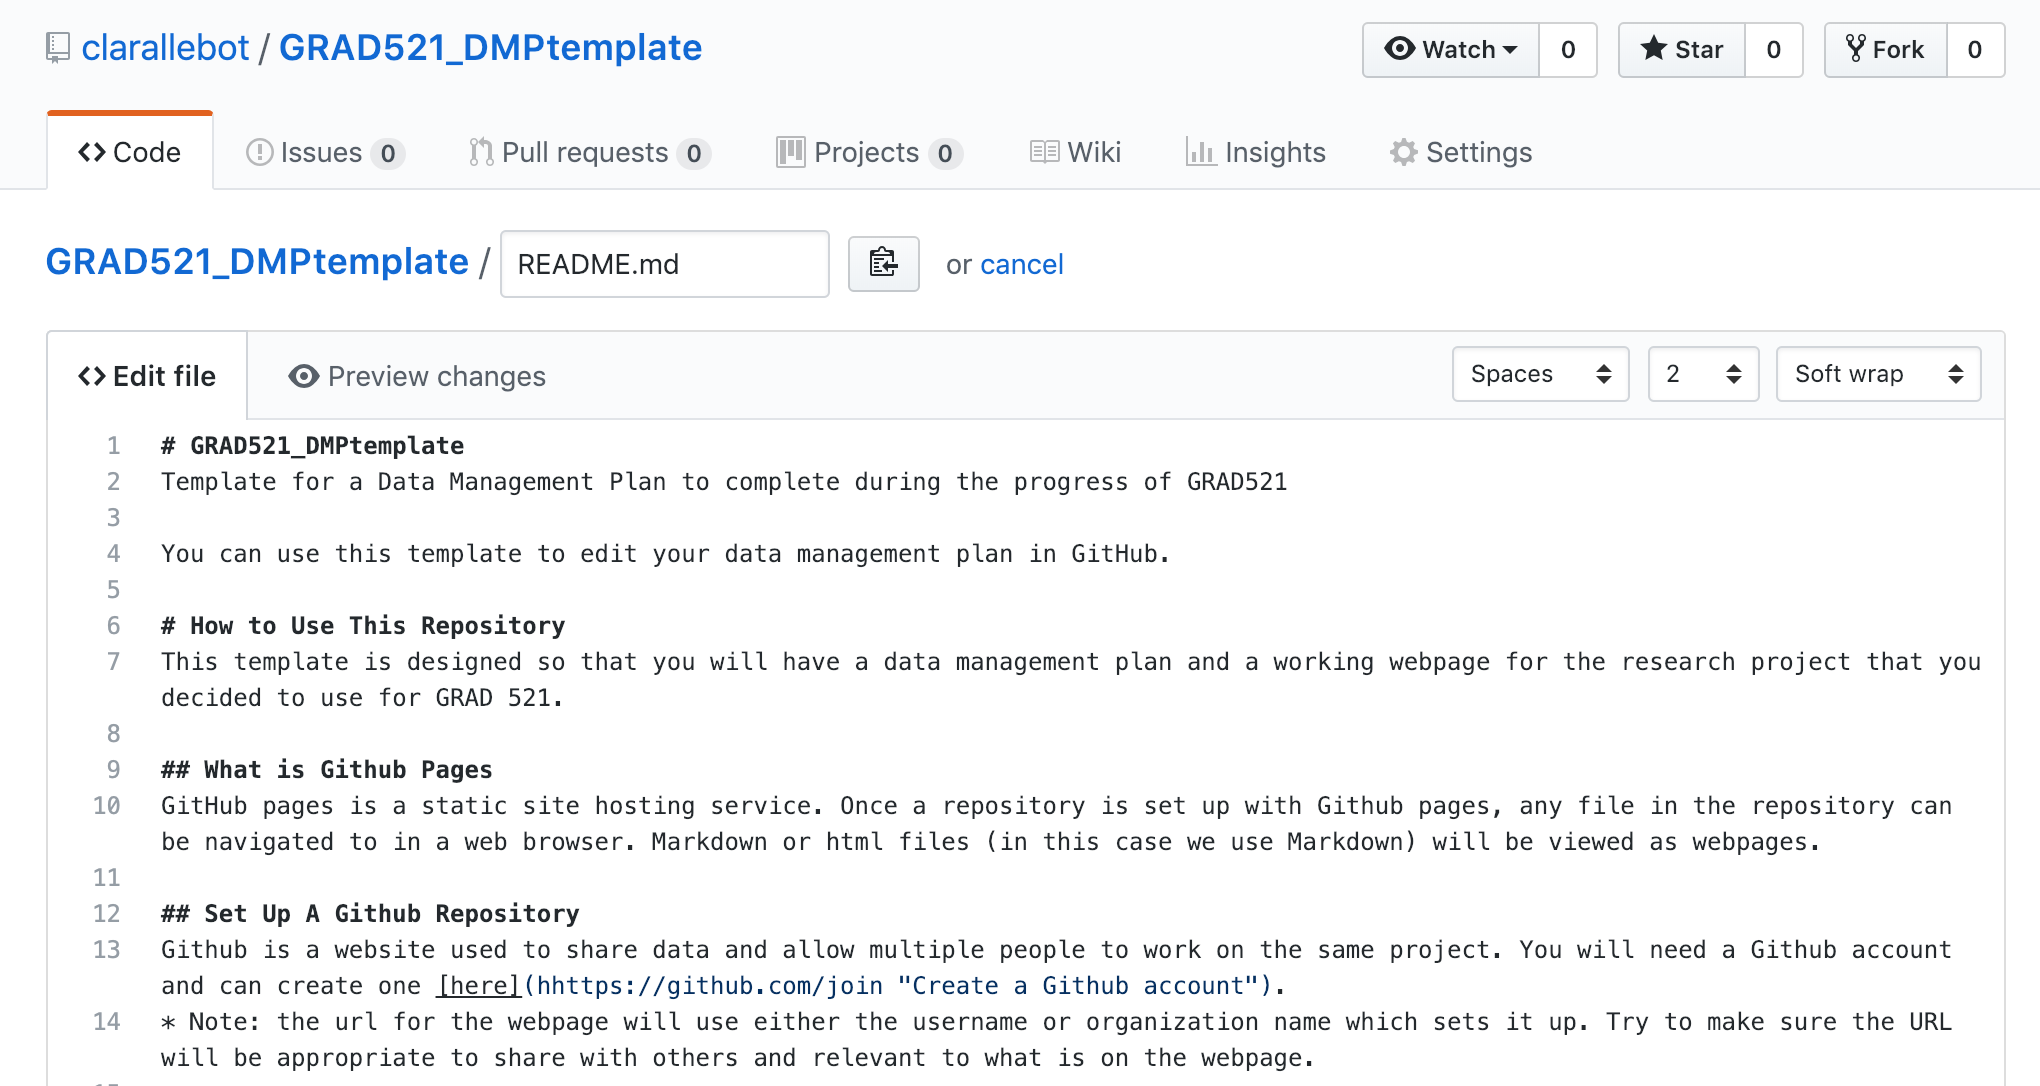 clarallebot / GRAD521_DMPtemplate
Watch 0 Star 0 Fork 0
Code Issues 0 Pull requests 0 Projects 0 Wiki Insights Settings
GRAD521_DMPtemplate / README.md or cancel
Edit file Preview changes Spaces 2 Soft wrap
1 # GRAD521_DMPtemplate
2 Template for a Data Management Plan to complete during the progress of GRAD521
3
4 You can use this template to edit your data management plan in GitHub.
5
6 # How to Use This Repository
7 This template is designed so that you will have a data management plan and a working webpage for the research project that you
decided to use for GRAD 521.
8
9 ## What is Github Pages
10 GitHub pages is a static site hosting service. Once a repository is set up with Github pages, any file in the repository can
be navigated to in a web browser. Markdown or html files (in this case we use Markdown) will be viewed as webpages.
11
12 ## Set Up A Github Repository
13 Github is a website used to share data and allow multiple people to work on the same project. You will need a Github account
and can create one [here](hhttps://github.com/join "Create a Github account").
14 * Note: the url for the webpage will use either the username or organization name which sets it up. Try to make sure the URL
will be appropriate to share with others and relevant to what is on the webpage.